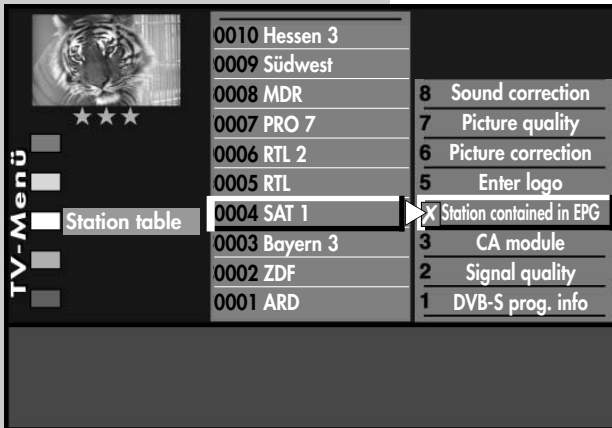 TV-Menü
Station table
0010 Hessen 3
0009 Südwest
0008 MDR
0007 PRO 7
0006 RTL 2
0005 RTL
0004 SAT 1
0003 Bayern 3
0002 ZDF
0001 ARD
8 Sound correction
7 Picture quality
6 Picture correction
5 Enter logo
X Station contained in EPG
3 CA module
2 Signal quality
1 DVB-S prog. info